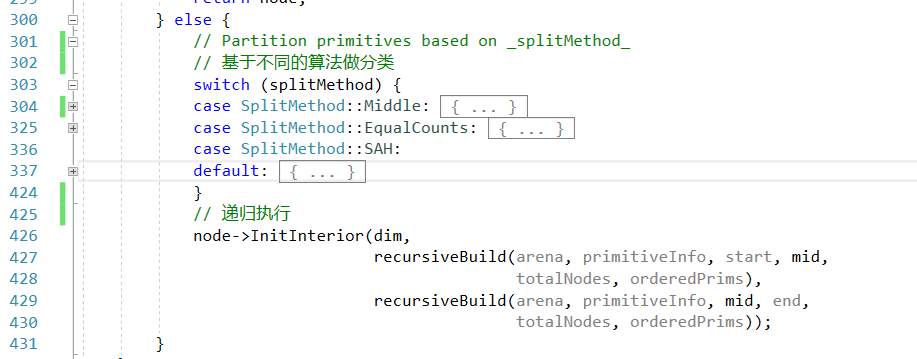 299 return node;
300 } else {
301 // Partition primitives based on _splitMethod_
302 // 基于不同的算法做分类
303 switch (splitMethod) {
304 case SplitMethod::Middle: { ... }
325 case SplitMethod::EqualCounts: { ... }
336 case SplitMethod::SAH:
337 default: { ... }
424 }
425 // 递归执行
426 node->InitInterior(dim,
427 recursiveBuild(arena, primitiveInfo, start, mid,
428 totalNodes, orderedPrims),
429 recursiveBuild(arena, primitiveInfo, mid, end,
430 totalNodes, orderedPrims));
431 }